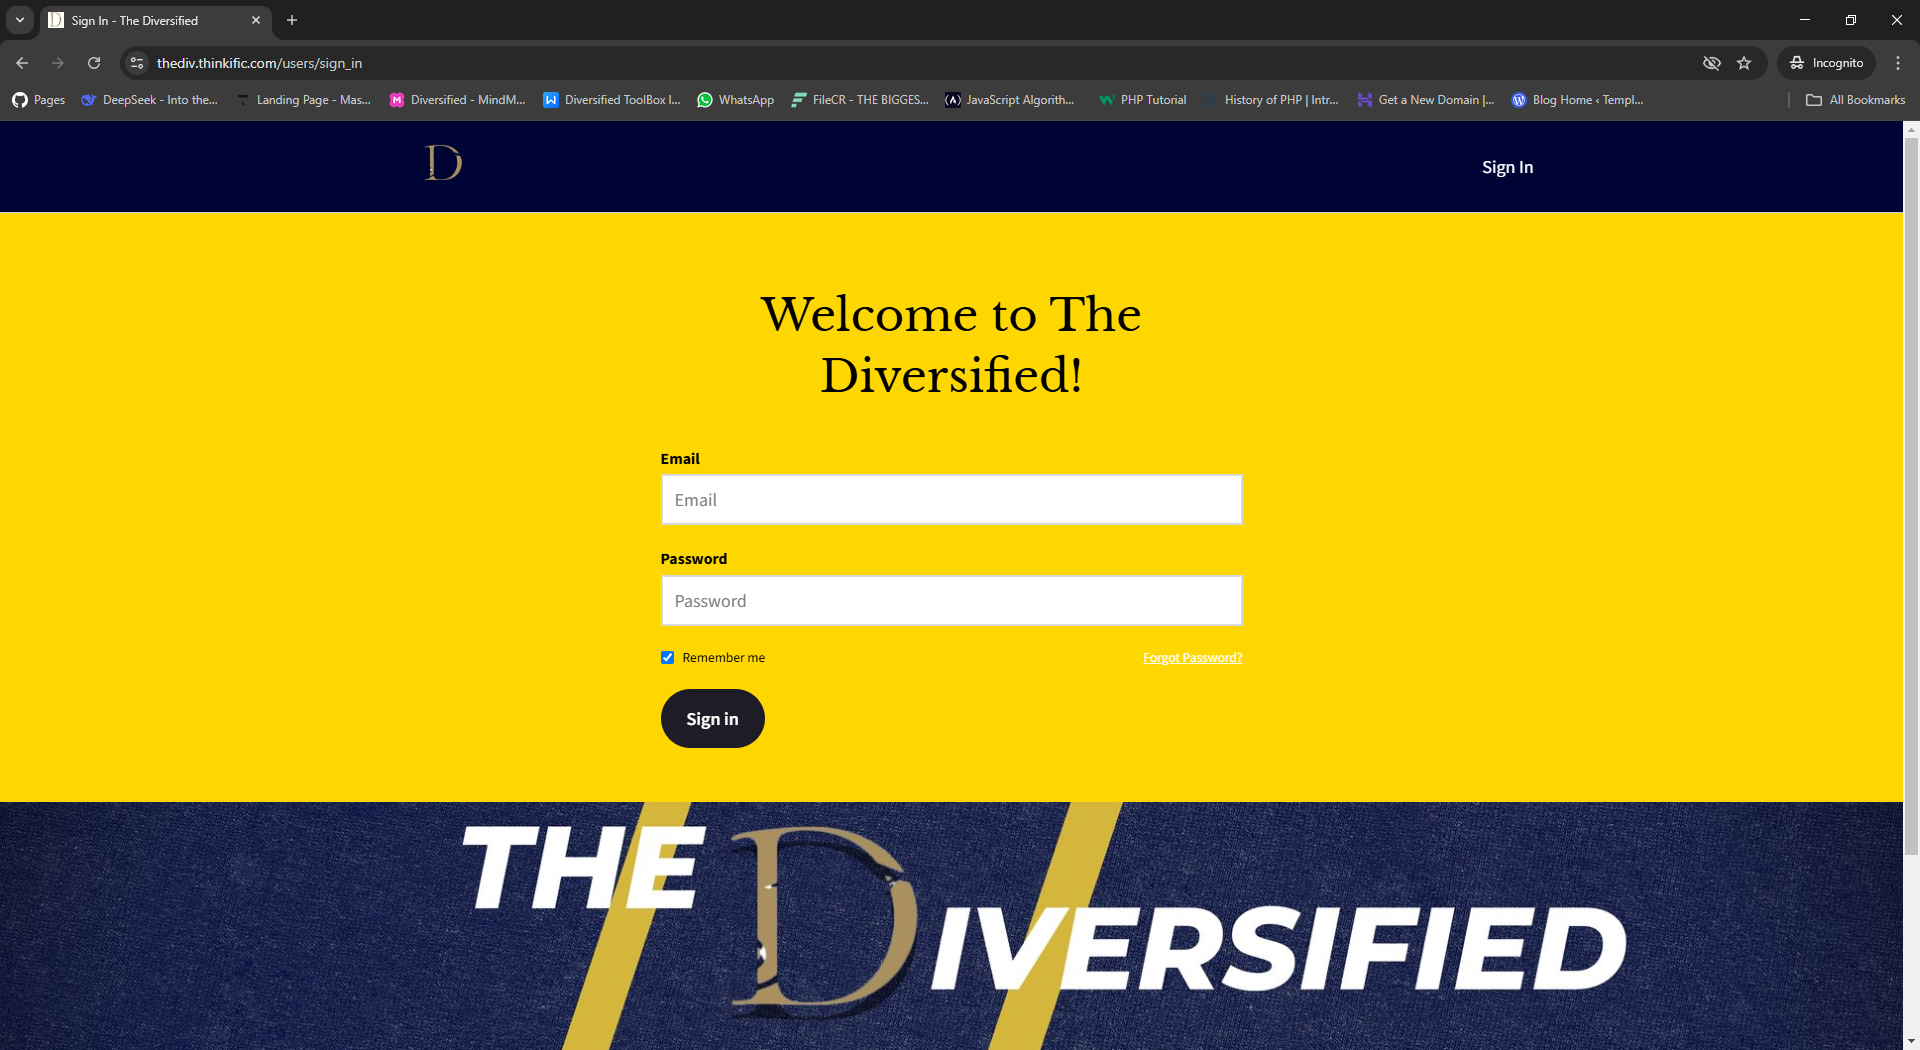 Sign In - The Diversified
thediv.thinkific.com/users/sign_in
Incognito
Pages
DeepSeek - Into the...
Landing Page - Mas...
Diversified - MindM...
Diversified ToolBox I...
WhatsApp
FileCR - THE BIGGES...
JavaScript Algorith...
PHP Tutorial
History of PHP | Intr...
Get a New Domain |...
Blog Home ‹ Templ...
All Bookmarks
D
Sign In
Welcome to The
Diversified!
Email
Email
Password
Password
Remember me
Forgot Password?
Sign in
THE
DIVERSIFIED